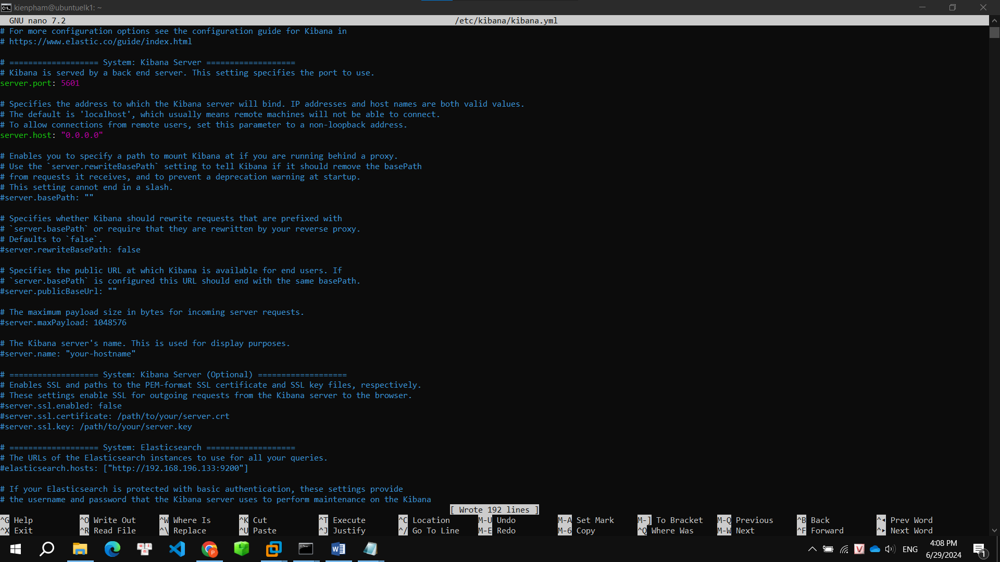 kienpham@ubuntuelk1: ~
GNU nano 7.2 /etc/kibana/kibana.yml
# For more configuration options see the configuration guide for Kibana in
# https://www.elastic.co/guide/index.html
# =================== System: Kibana Server ===================
# Kibana is served by a back end server. This setting specifies the port to use.
server.port: 5601
# Specifies the address to which the Kibana server will bind. IP addresses and host names are both valid values.
# The default is 'localhost', which usually means remote machines will not be able to connect.
# To allow connections from remote users, set this parameter to a non-loopback address.
server.host: "0.0.0.0"
# Enables you to specify a path to mount Kibana at if you are running behind a proxy.
# Use the `server.rewriteBasePath` setting to tell Kibana if it should remove the basePath
# from requests it receives, and to prevent a deprecation warning at startup.
# This setting cannot end in a slash.
#server.basePath: ""
# Specifies whether Kibana should rewrite requests that are prefixed with
# `server.basePath` or require that they are rewritten by your reverse proxy.
# Defaults to `false`.
#server.rewriteBasePath: false
# Specifies the public URL at which Kibana is available for end users. If
# `server.basePath` is configured this URL should end with the same basePath.
#server.publicBaseUrl: ""
# The maximum payload size in bytes for incoming server requests.
#server.maxPayload: 1048576
# The Kibana server's name. This is used for display purposes.
#server.name: "your-hostname"
# =================== System: Kibana Server (Optional) ===================
# Enables SSL and paths to the PEM-format SSL certificate and SSL key files, respectively.
# These settings enable SSL for outgoing requests from the Kibana server to the browser.
#server.ssl.enabled: false
#server.ssl.certificate: /path/to/your/server.crt
#server.ssl.key: /path/to/your/server.key
# =================== System: Elasticsearch ===================
# The URLs of the Elasticsearch instances to use for all your queries.
#elasticsearch.hosts: ["http://192.168.196.133:9200"]
# If your Elasticsearch is protected with basic authentication, these settings provide
# the username and password that the Kibana server uses to perform maintenance on the Kibana
[ Wrote 192 lines ]
^G Help ^O Write Out ^W Where Is ^K Cut ^T Execute ^C Location M-U Undo M-A Set Mark M-] To Bracket M-Q Previous ^B Back ^◂ Prev Word
^X Exit ^R Read File ^\ Replace ^U Paste ^J Justify ^/ Go To Line M-E Redo M-6 Copy ^Q Where Was M-W Next ^F Forward ^▸ Next Word
ENG 4:08 PM
6/29/2024
1